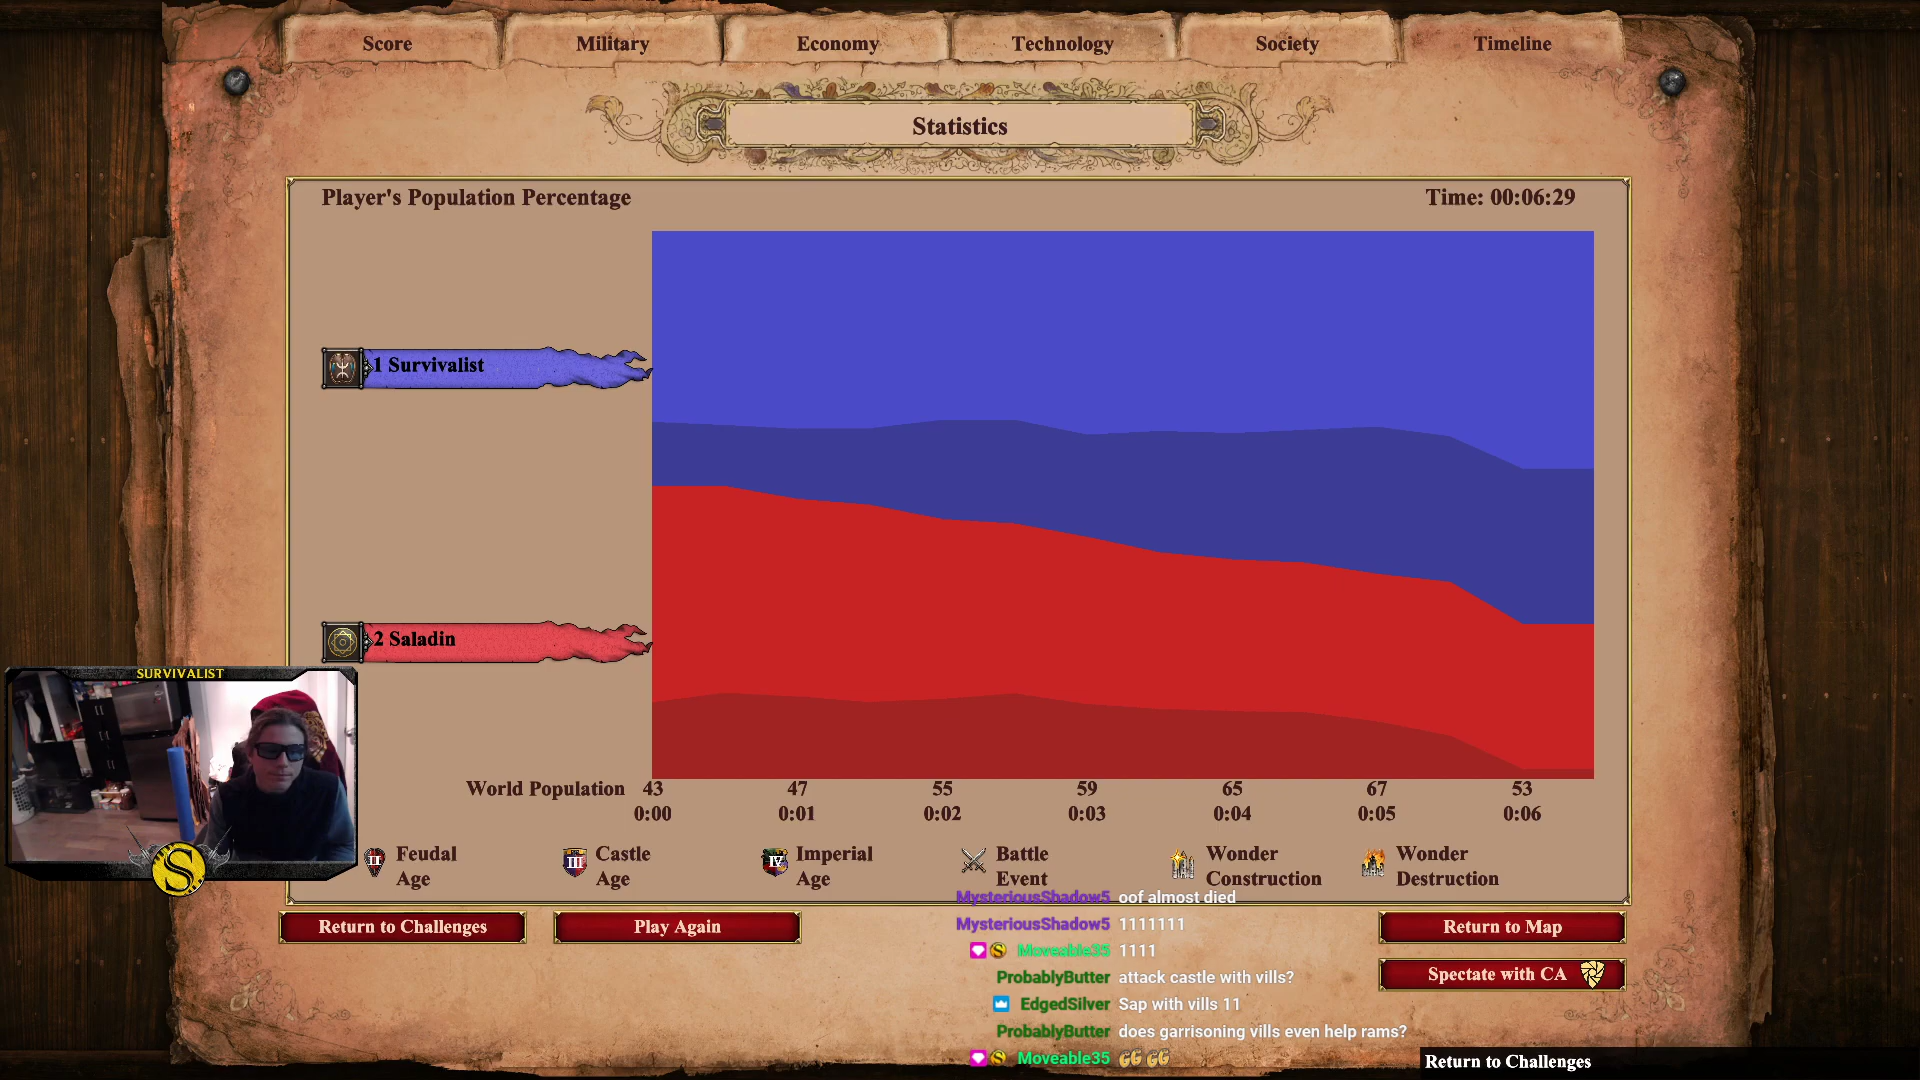 Score
Military
Economy
Technology
Society
Timeline
Statistics
Player's Population Percentage
Time: 00:06:29
1 Survivalist
2 Saladin
SURVIVALIST
S
World Population 43 47 55 59 65 67 53
0:00 0:01 0:02 0:03 0:04 0:05 0:06
II
Feudal
Age
III
Castle
Age
IV
Imperial
Age
Battle
Event
Wonder
Construction
Wonder
Destruction
Return to Challenges
Play Again
Return to Map
Spectate with CA
MysteriousShadow5 oof almost died
MysteriousShadow5 1111111
Moveable35 1111
ProbablyButter attack castle with vills?
EdgedSilver Sap with vills 11
ProbablyButter does garrisoning vills even help rams?
Moveable35 GG GG
Return to Challenges